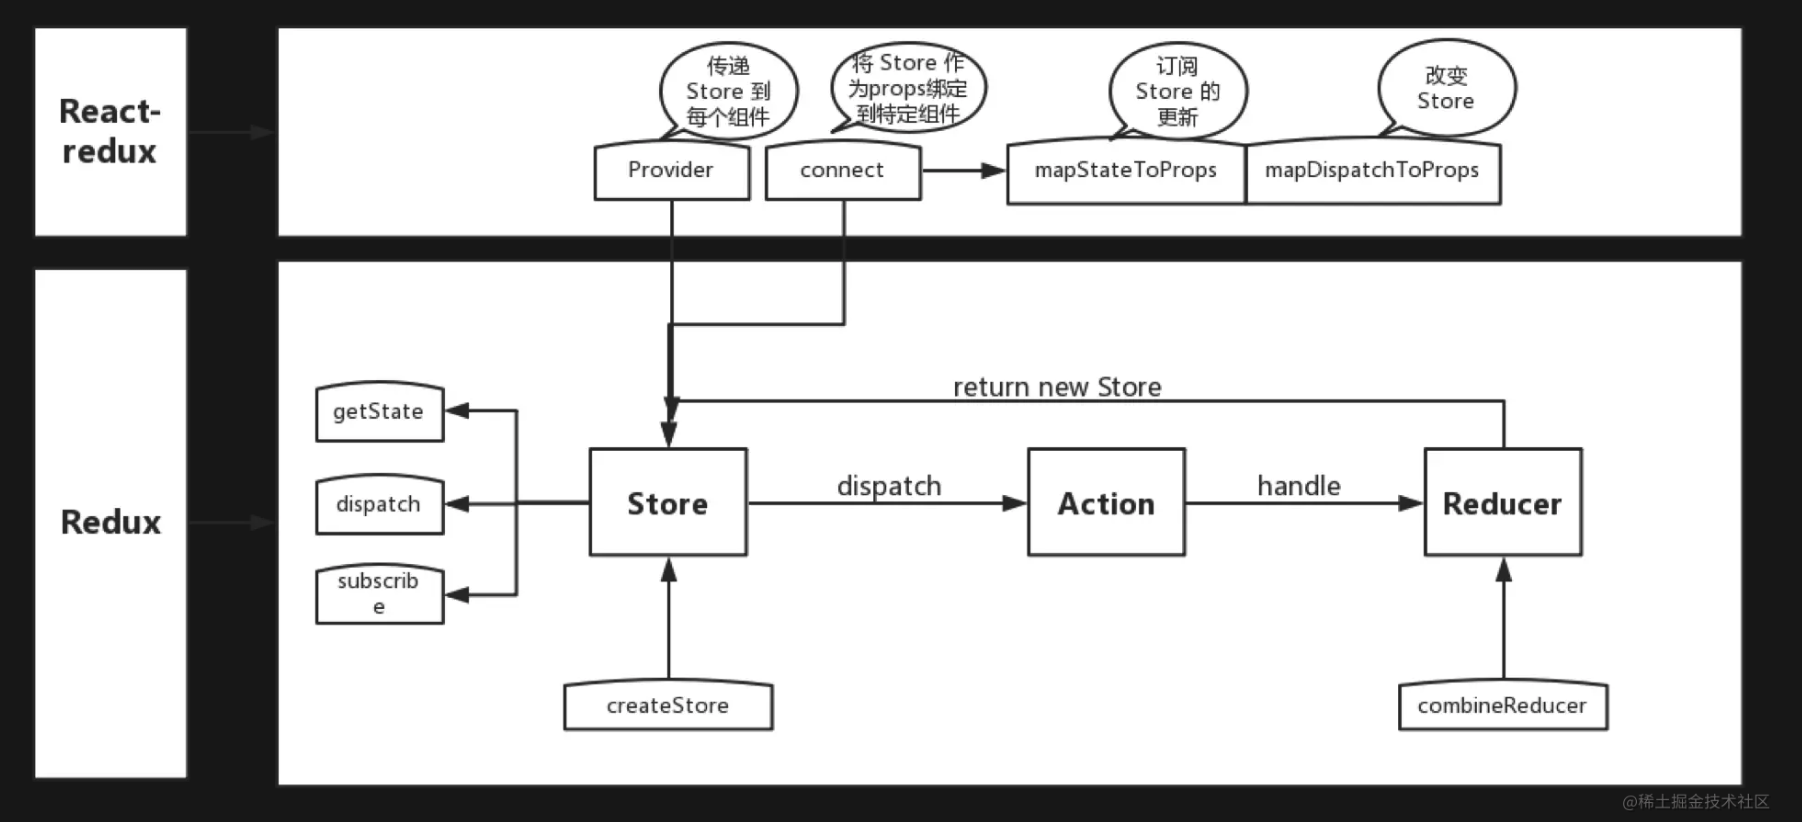 React-
redux
传递
Store 到
每个组件
将 Store 作
为props绑定
到特定组件
订阅
Store 的
更新
改变
Store
Provider
connect
mapStateToProps
mapDispatchToProps
Redux
return new Store
getState
dispatch
subscrib
e
Store
dispatch
Action
handle
Reducer
createStore
combineReducer
@稀土掘金技术社区